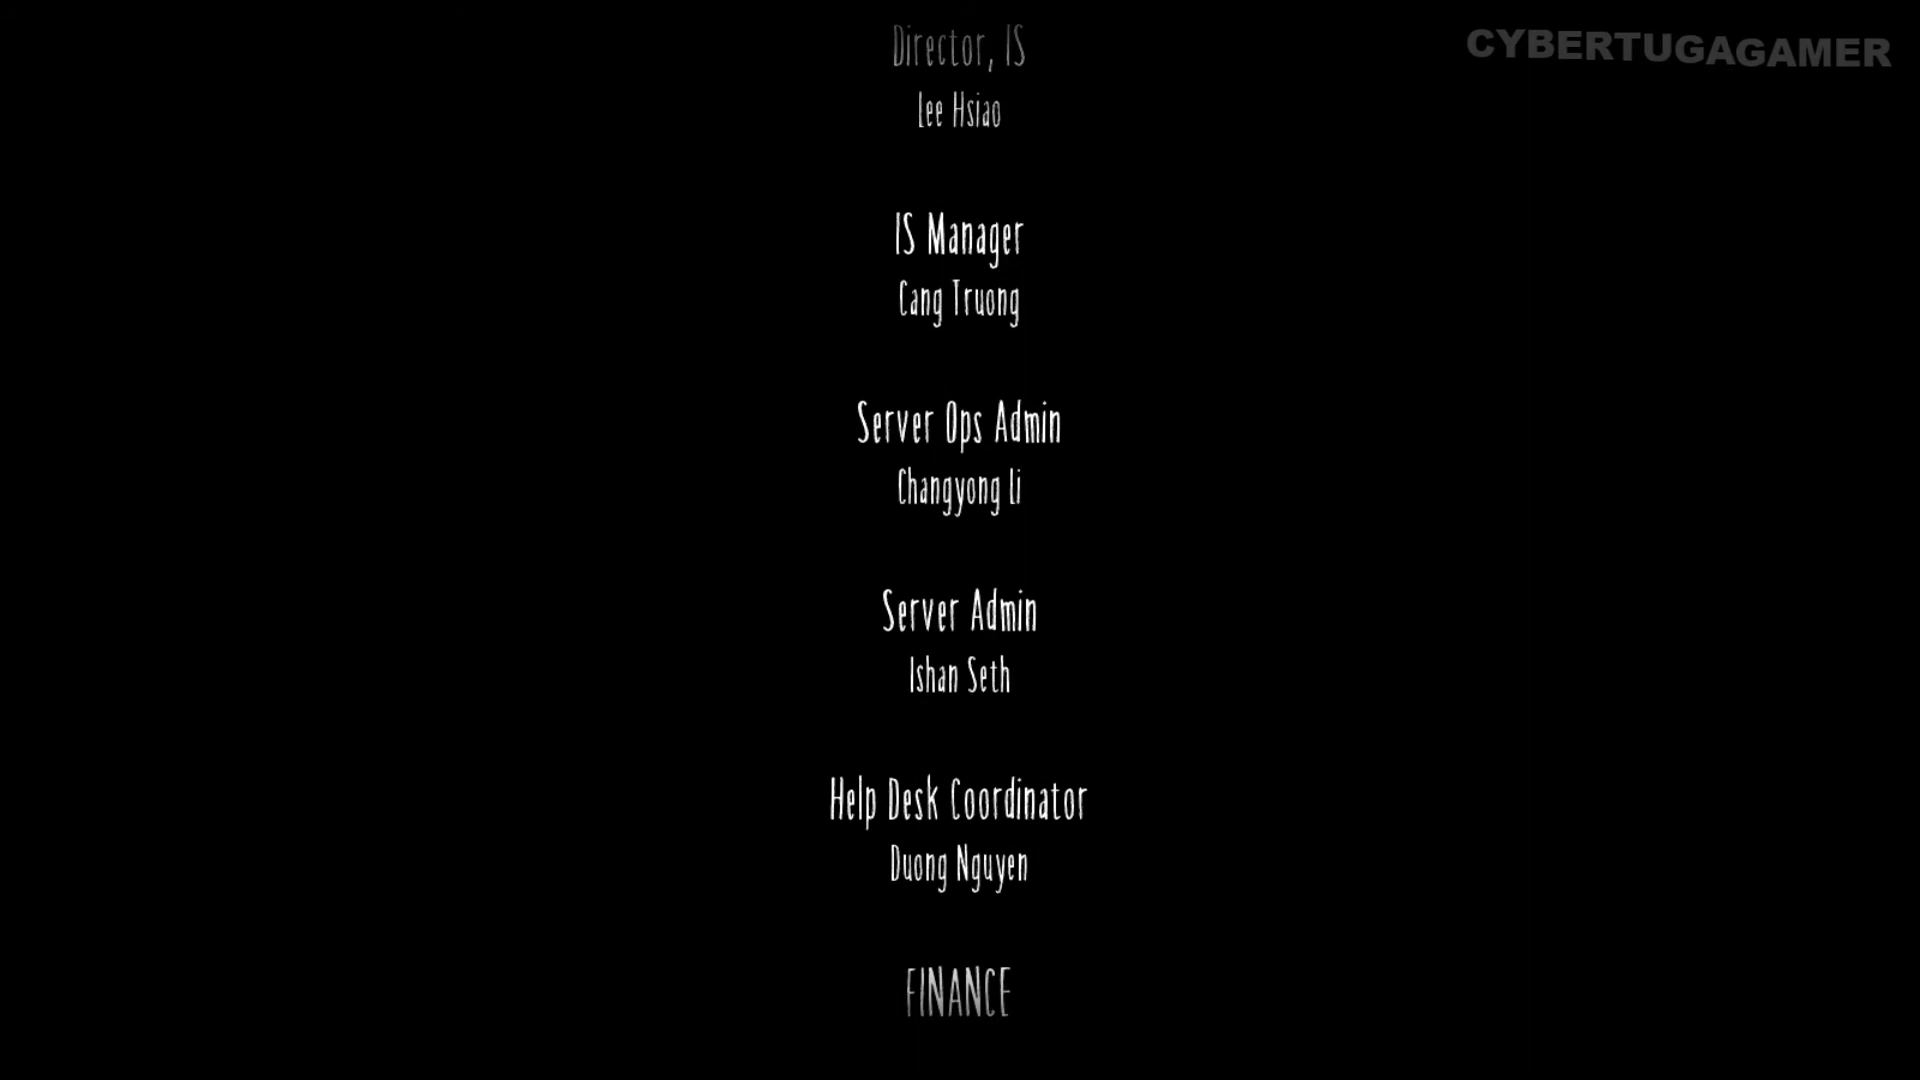 Director, IS
CYBERTUGAGAMER
Lee Hsiao
IS Manager
Cang Truong
Server Ops Admin
Changyong Li
Server Admin
Ishan Seth
Help Desk Coordinator
Duong Nguyen
FINANCE